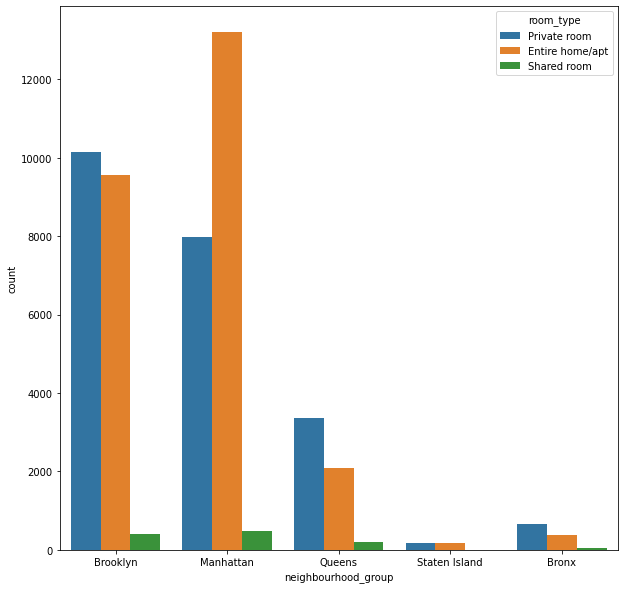 room_type
Private room
Entire home/apt
Shared room
count
12000
10000
8000
6000
4000
2000
0
Brooklyn Manhattan Queens Staten Island Bronx
neighbourhood_group